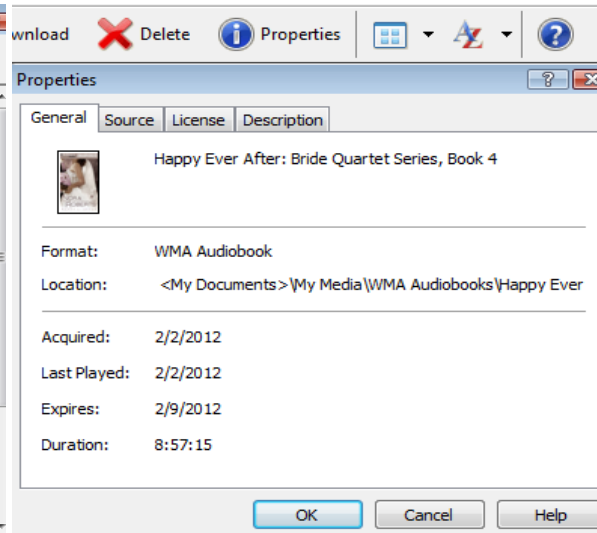 wnload Delete Properties
Properties
General Source License Description
Happy Ever After: Bride Quartet Series, Book 4
Format: WMA Audiobook
Location: <My Documents>\My Media\WMA Audiobooks\Happy Ever
Acquired: 2/2/2012
Last Played: 2/2/2012
Expires: 2/9/2012
Duration: 8:57:15
OK Cancel Help